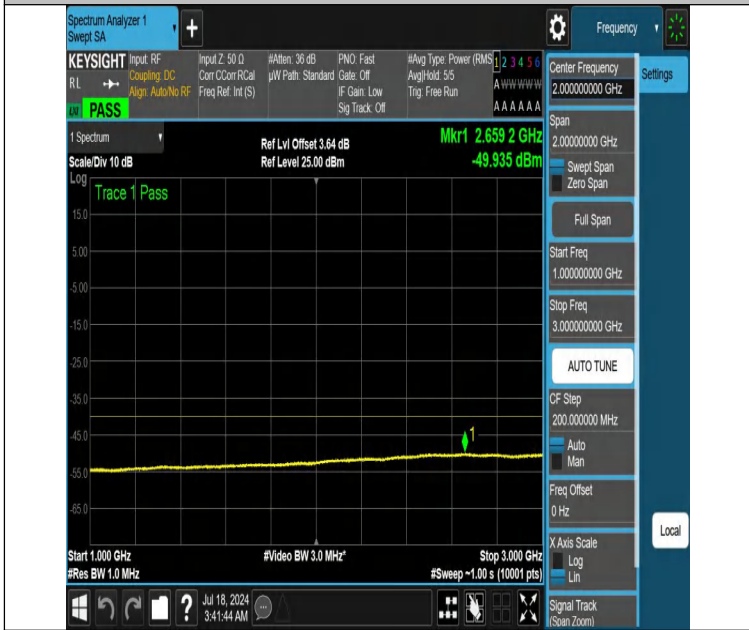 Spectrum Analyzer 1
Swept SA
+
Frequency
KEYSIGHT
RL
PASS
Input: RF
Coupling: DC
Align: Auto/No RF
Input Z: 50 Ω
Corr CCorr RCal
Freq Ref: Int (S)
#Atten: 36 dB
µW Path: Standard
PNO: Fast
Gate: Off
IF Gain: Low
Sig Track: Off
#Avg Type: Power (RMS
Avg|Hold: 5/5
Trig: Free Run
1 2 3 4 5 6
A W W W W W
A A A A A A
1 Spectrum
Scale/Div 10 dB
Ref Lvl Offset 3.64 dB
Ref Level 25.00 dBm
Mkr1 2.659 2 GHz
-49.935 dBm
Log
Trace 1 Pass
15.0
5.00
-5.00
-15.0
-25.0
-35.0
-45.0
-55.0
-65.0
1
Start 1.000 GHz
#Res BW 1.0 MHz
#Video BW 3.0 MHz*
Stop 3.000 GHz
#Sweep ~1.00 s (10001 pts)
?
Jul 18, 2024
3:41:44 AM
Center Frequency
2.000000000 GHz
Span
2.00000000 GHz
Swept Span
Zero Span
Full Span
Start Freq
1.000000000 GHz
Stop Freq
3.000000000 GHz
AUTO TUNE
CF Step
200.000000 MHz
Auto
Man
Freq Offset
0 Hz
X Axis Scale
Log
Lin
Signal Track
(Span Zoom)
Settings
Local